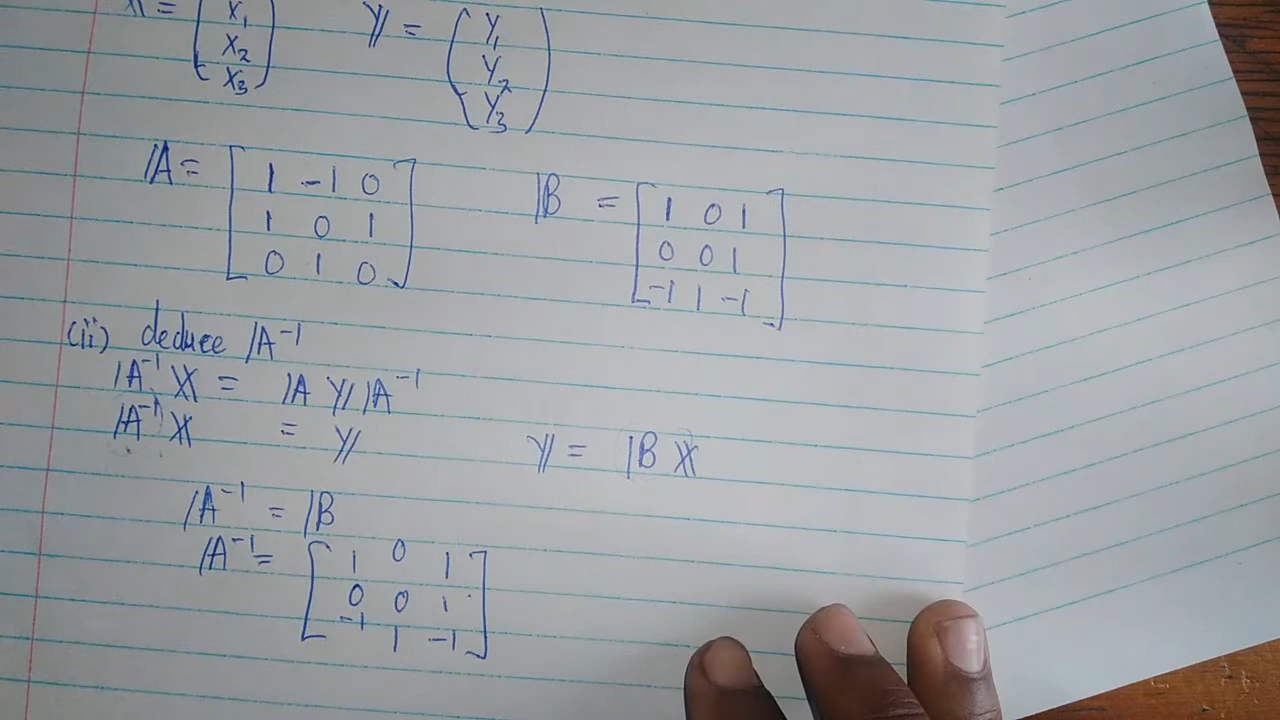 X = ( x₁ Y = ( y₁
x₂ y₂
x₃ ) y₃ )
A = [ 1 -1 0 ] B = [ 1 0 1 ]
1 0 1 0 0 1
0 1 0 -1 1 -1
(ii) deduce A⁻¹
A⁻¹ X = A Y A⁻¹
A⁻¹ X = Y Y = B X
A⁻¹ = B
A⁻¹ = [ 1 0 1 ]
0 0 1
-1 1 -1